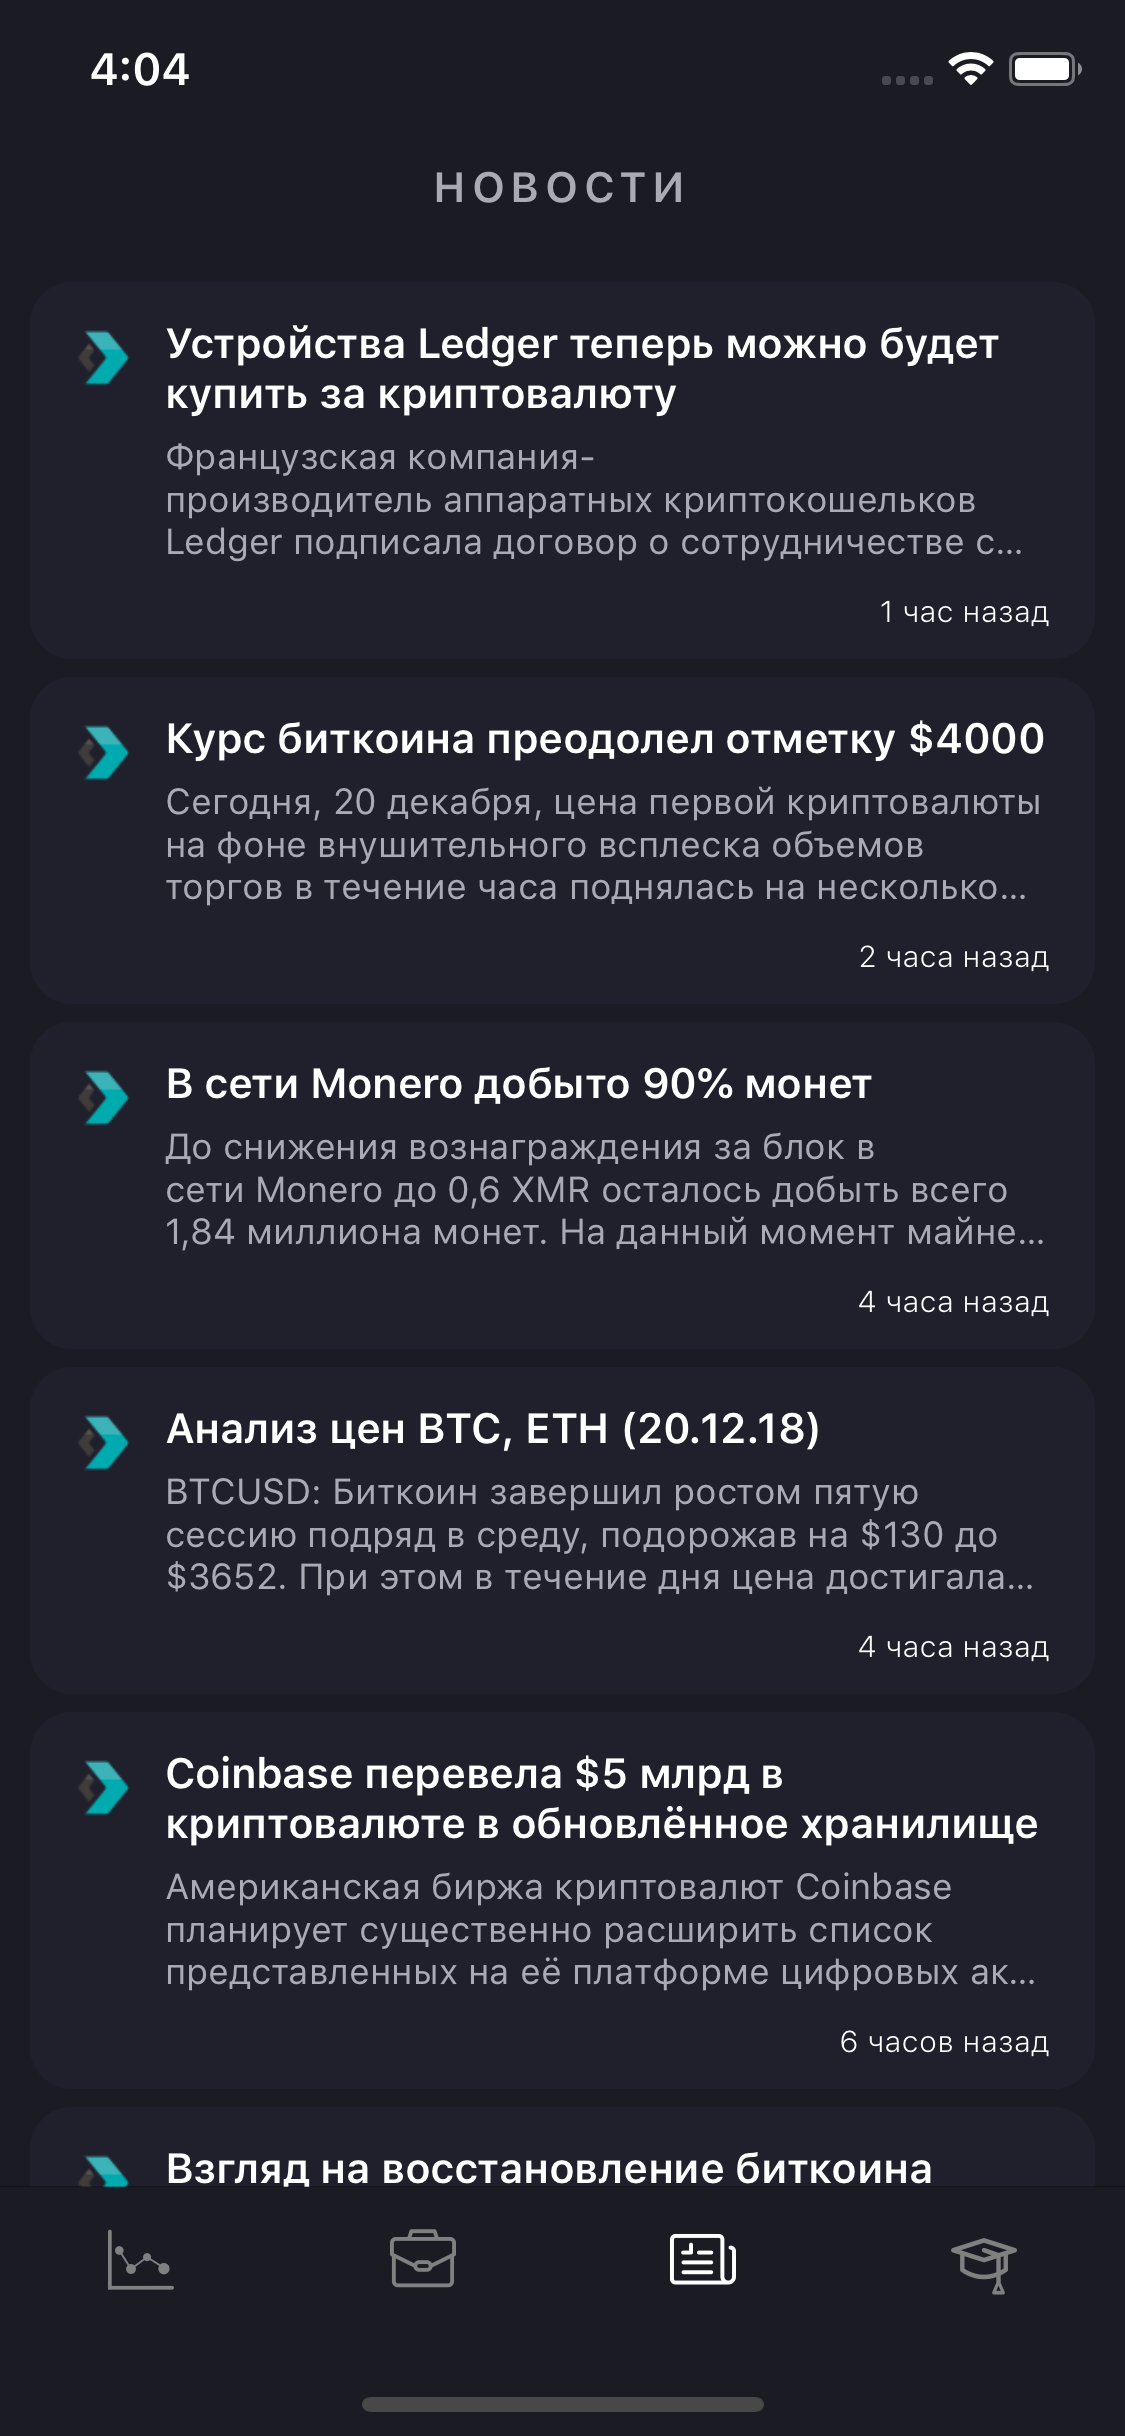 4:04
НОВОСТИ
Устройства Ledger теперь можно будет
купить за криптовалюту
Французская компания-
производитель аппаратных криптокошельков
Ledger подписала договор о сотрудничестве с...
1 час назад
Курс биткоина преодолел отметку $4000
Сегодня, 20 декабря, цена первой криптовалюты
на фоне внушительного всплеска объемов
торгов в течение часа поднялась на несколько...
2 часа назад
В сети Monero добыто 90% монет
До снижения вознаграждения за блок в
сети Monero до 0,6 XMR осталось добыть всего
1,84 миллиона монет. На данный момент майне...
4 часа назад
Анализ цен BTC, ETH (20.12.18)
BTCUSD: Биткоин завершил ростом пятую
сессию подряд в среду, подорожав на $130 до
$3652. При этом в течение дня цена достигала...
4 часа назад
Coinbase перевела $5 млрд в
криптовалюте в обновлённое хранилище
Американская биржа криптовалют Coinbase
планирует существенно расширить список
представленных на её платформе цифровых ак...
6 часов назад
Взгляд на восстановление биткоина